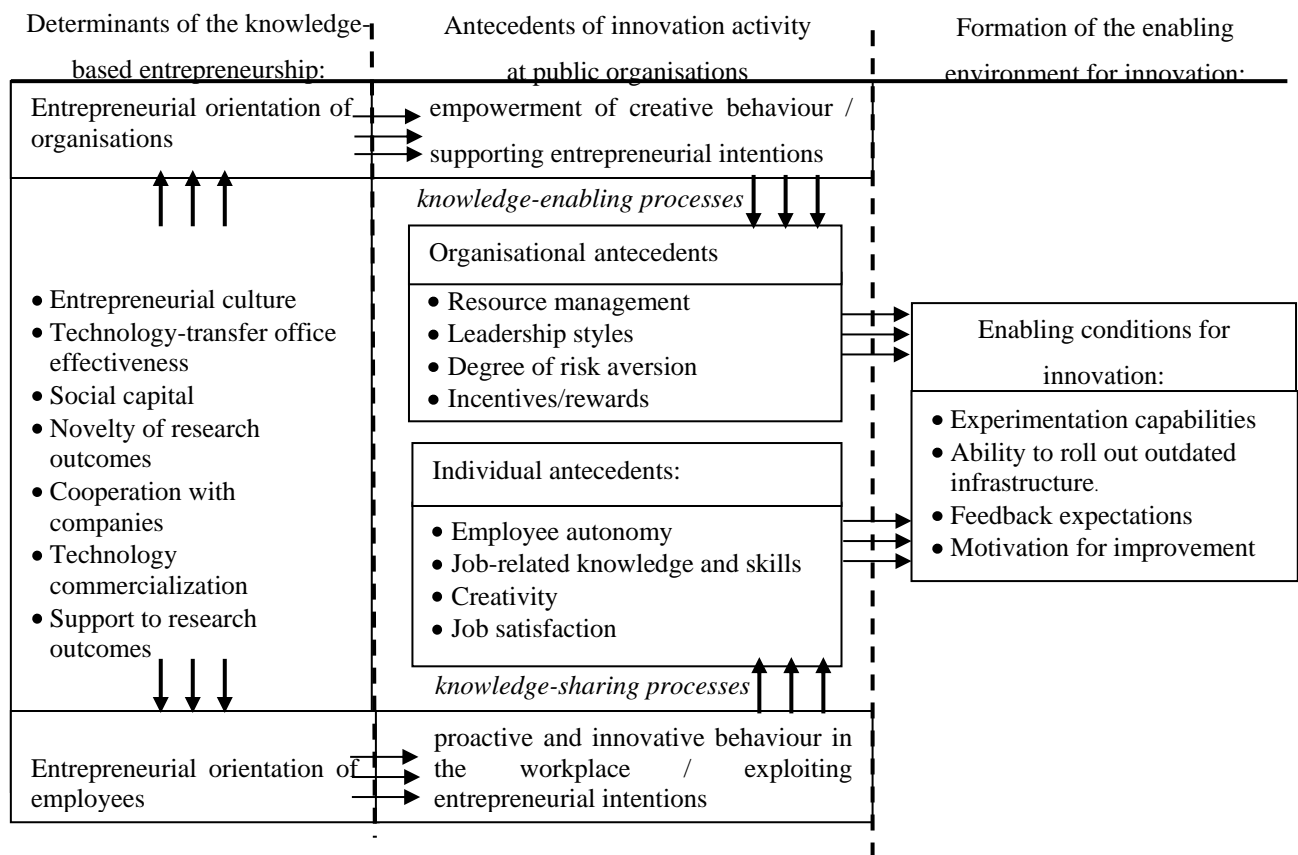 Determinants of the knowledge-
based entrepreneurship:
Antecedents of innovation activity
at public organisations
Formation of the enabling
environment for innovation:
Entrepreneurial orientation of
organisations
empowerment of creative behaviour /
supporting entrepreneurial intentions
knowledge-enabling processes
• Entrepreneurial culture
• Technology-transfer office
effectiveness
• Social capital
• Novelty of research
outcomes
• Cooperation with
companies
• Technology
commercialization
• Support to research
outcomes
Organisational antecedents
• Resource management
• Leadership styles
• Degree of risk aversion
• Incentives/rewards
Individual antecedents:
• Employee autonomy
• Job-related knowledge and skills
• Creativity
• Job satisfaction
knowledge-sharing processes
Enabling conditions for
innovation:
• Experimentation capabilities
• Ability to roll out outdated
infrastructure.
• Feedback expectations
• Motivation for improvement
Entrepreneurial orientation of
employees
proactive and innovative behaviour in
the workplace / exploiting
entrepreneurial intentions